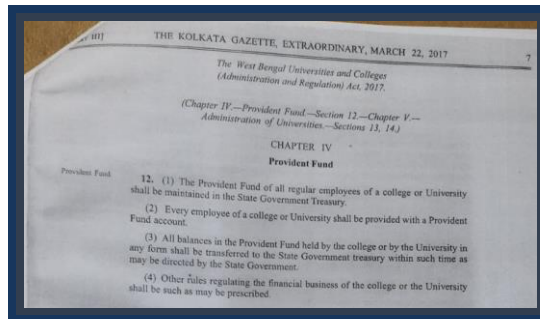 III]
THE KOLKATA GAZETTE, EXTRAORDINARY, MARCH 22, 2017
7
The West Bengal Universities and Colleges
(Administration and Regulation) Act, 2017.
(Chapter IV.—Provident Fund—Section 12.—Chapter V.—
Administration of Universities.—Sections 13, 14.)
CHAPTER IV
Provident Fund
Provident Fund
12. (1) The Provident Fund of all regular employees of a college or University
shall be maintained in the State Government Treasury.
(2) Every employee of a college or University shall be provided with a Provident
Fund account.
(3) All balances in the Provident Fund held by the college or by the University in
any form shall be transferred to the State Government treasury within such time as
may be directed by the State Government.
(4) Other rules regulating the financial business of the college or the University
shall be such as may be prescribed.